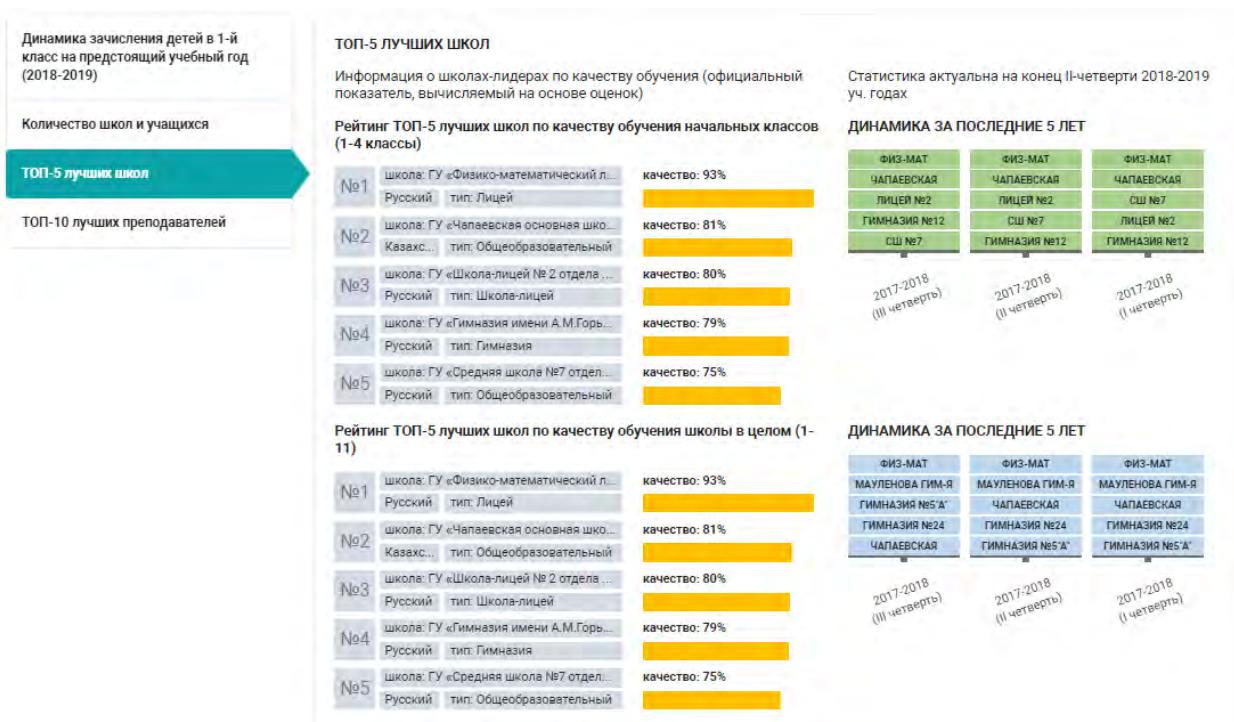 Динамика зачисления детей в 1-й
класс на предстоящий учебный год
(2018-2019)
Количество школ и учащихся
ТОП-5 лучших школ
ТОП-10 лучших преподавателей
ТОП-5 ЛУЧШИХ ШКОЛ
Информация о школах-лидерах по качеству обучения (официальный
показатель, вычисляемый на основе оценок)
Рейтинг ТОП-5 лучших школ по качеству обучения начальных классов
(1-4 классы)
№1
школа: ГУ «Физико-математический л...
Русский тип: Лицей
качество: 93%
№2
школа: ГУ «Чапаевская основная шко...
Казахс... тип: Общеобразовательный
качество: 81%
№3
школа: ГУ «Школа-лицей № 2 отдела ...
Русский тип: Школа-лицей
качество: 80%
№4
школа: ГУ «Гимназия имени А.М.Горь...
Русский тип: Гимназия
качество: 79%
№5
школа: ГУ «Средняя школа №7 отдел...
Русский тип: Общеобразовательный
качество: 75%
Статистика актуальна на конец II-четверти 2018-2019
уч. годах
ДИНАМИКА ЗА ПОСЛЕДНИЕ 5 ЛЕТ
ФИЗ-МАТ ФИЗ-МАТ ФИЗ-МАТ
ЧАПАЕВСКАЯ ЧАПАЕВСКАЯ ЧАПАЕВСКАЯ
ЛИЦЕЙ №2 ЛИЦЕЙ №2 СШ №7
ГИМНАЗИЯ №12 СШ №7 ЛИЦЕЙ №2
СШ №7 ГИМНАЗИЯ №12 ГИМНАЗИЯ №12
2017-2018 2017-2018 2017-2018
(III четверть) (II четверть) (I четверть)
Рейтинг ТОП-5 лучших школ по качеству обучения школы в целом (1-
11)
№1
школа: ГУ «Физико-математический л...
Русский тип: Лицей
качество: 93%
№2
школа: ГУ «Чапаевская основная шко...
Казахс... тип: Общеобразовательный
качество: 81%
№3
школа: ГУ «Школа-лицей № 2 отдела ...
Русский тип: Школа-лицей
качество: 80%
№4
школа: ГУ «Гимназия имени А.М.Горь...
Русский тип: Гимназия
качество: 79%
№5
школа: ГУ «Средняя школа №7 отдел...
Русский тип: Общеобразовательный
качество: 75%
ДИНАМИКА ЗА ПОСЛЕДНИЕ 5 ЛЕТ
ФИЗ-МАТ ФИЗ-МАТ ФИЗ-МАТ
МАУЛЕНОВА ГИМ-Я МАУЛЕНОВА ГИМ-Я МАУЛЕНОВА ГИМ-Я
ГИМНАЗИЯ №5"А" ЧАПАЕВСКАЯ ЧАПАЕВСКАЯ
ГИМНАЗИЯ №24 ГИМНАЗИЯ №24 ГИМНАЗИЯ №24
ЧАПАЕВСКАЯ ГИМНАЗИЯ №5"А" ГИМНАЗИЯ №5"А"
2017-2018 2017-2018 2017-2018
(III четверть) (II четверть) (I четверть)